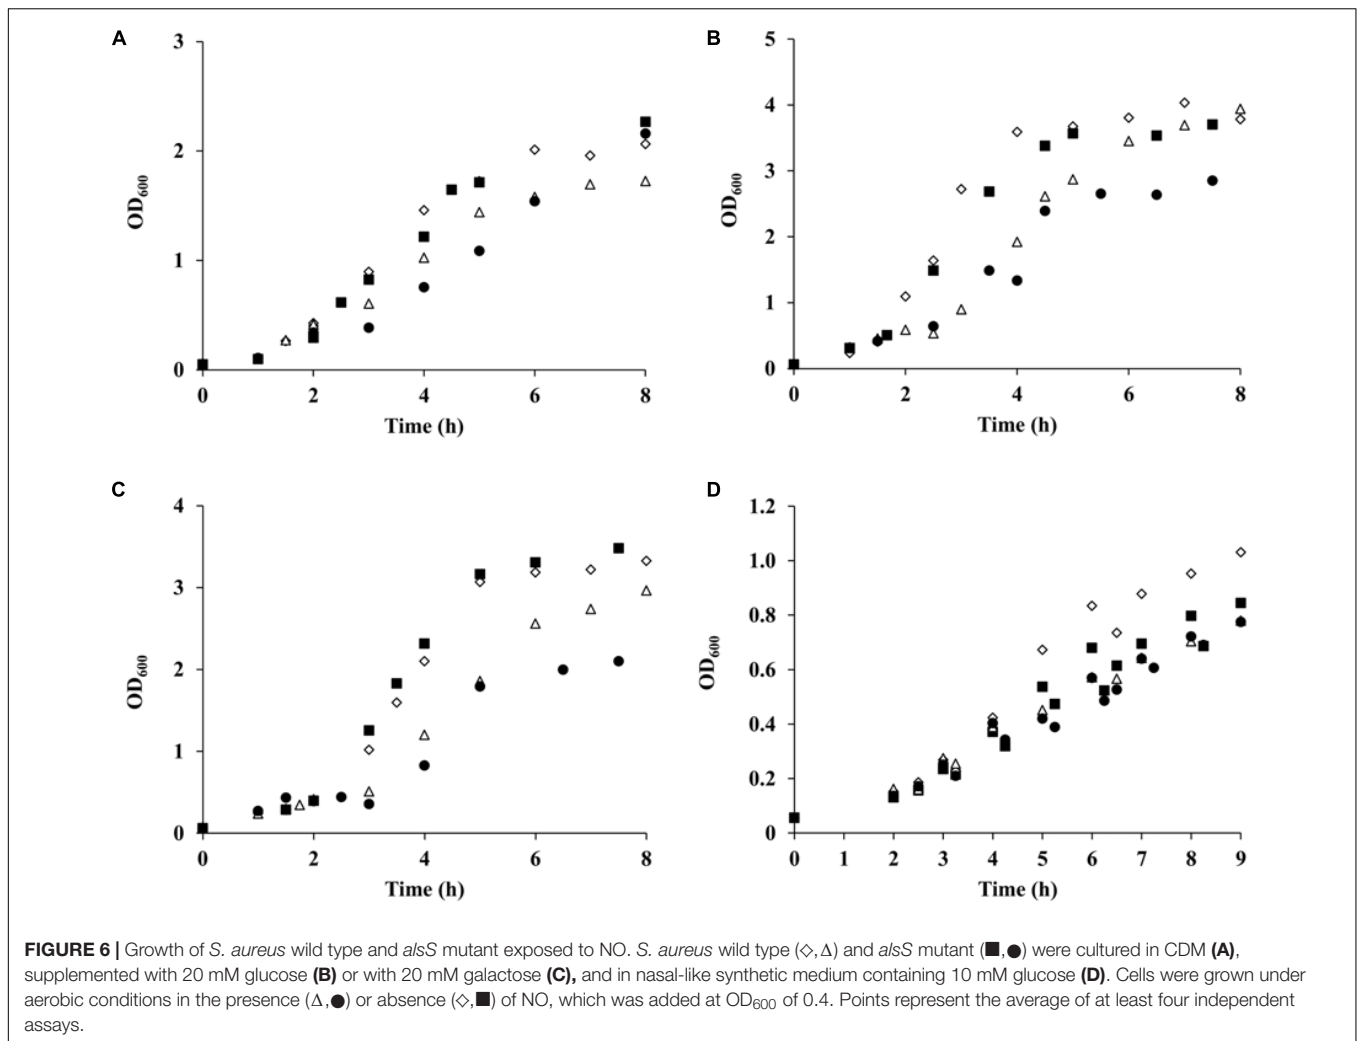 A
3
2
1
0
OD600
0 2 4 6 8
Time (h)
B
5
4
3
2
1
0
OD600
0 2 4 6 8
Time (h)
C
4
3
2
1
0
OD600
0 2 4 6 8
Time (h)
D
1.2
1.0
0.8
0.6
0.4
0.2
0
OD600
0 1 2 3 4 5 6 7 8 9
Time (h)
FIGURE 6 | Growth of S. aureus wild type and alsS mutant exposed to NO. S. aureus wild type (◇,Δ) and alsS mutant (■,●) were cultured in CDM (A),
supplemented with 20 mM glucose (B) or with 20 mM galactose (C), and in nasal-like synthetic medium containing 10 mM glucose (D). Cells were grown under
aerobic conditions in the presence (Δ,●) or absence (◇,■) of NO, which was added at OD600 of 0.4. Points represent the average of at least four independent
assays.